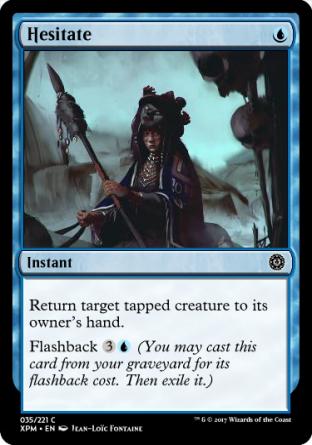 Hesitate
Instant
Return target tapped creature to its
owner's hand.
Flashback 3 (You may cast this
card from your graveyard for its
flashback cost. Then exile it.)
035/221 C
XPM • EN Jean-Loïc Fontaine
™ & © 2017 Wizards of the Coast